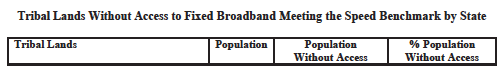 Tribal Lands Without Access to Fixed Broadband Meeting the Speed Benchmark by State
Tribal Lands Population Population % Population
Without Access Without Access